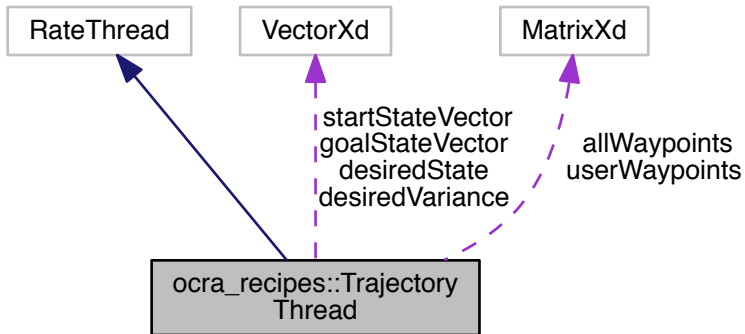 RateThread
VectorXd
MatrixXd
startStateVector
goalStateVector
desiredState
desiredVariance
allWaypoints
userWaypoints
ocra_recipes::Trajectory
Thread